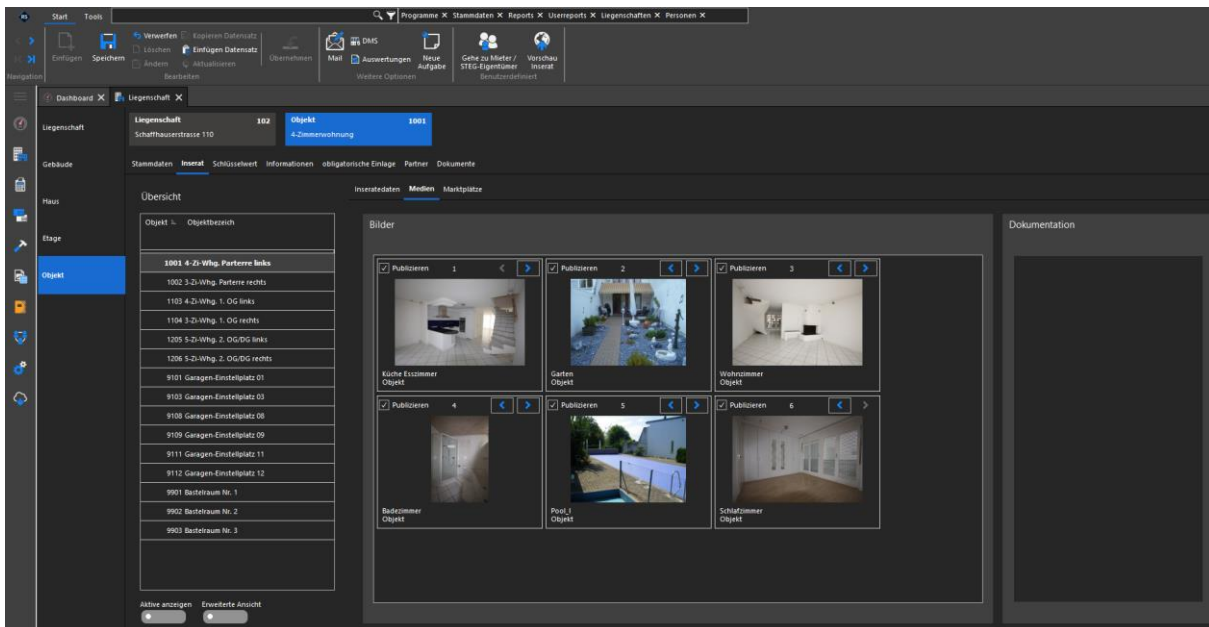 RS Start Tools
Programme X Stammdaten X Reports X Userreports X Liegenschaften X Personen X
Einfügen
Speichern
Verwerfen
Löschen
Ändern
Kopieren Datensatz
Einfügen Datensatz
Aktualisieren
Übernehmen
Mail
DMS
Auswertungen
Neue
Aufgabe
Gehe zu Mieter /
STEG-Eigentümer
Vorschau
Inserat
Navigation
Bearbeiten
Weitere Optionen
Benutzerdefiniert
Dashboard X Liegenschaft X
Liegenschaft
Gebäude
Haus
Etage
Objekt
Liegenschaft 102
Schaffhauserstrasse 110
Objekt 1001
4-Zimmerwohnung
Stammdaten Inserat Schlüsselwert Informationen obligatorische Einlage Partner Dokumente
Übersicht
Objekt Objektbezeich
1001 4-Zi-Whg. Parterre links
1002 3-Zi-Whg. Parterre rechts
1103 4-Zi-Whg. 1. OG links
1104 3-Zi-Whg. 1. OG rechts
1205 5-Zi-Whg. 2. OG/DG links
1206 5-Zi-Whg. 2. OG/DG rechts
9101 Garagen-Einstellplatz 01
9103 Garagen-Einstellplatz 03
9108 Garagen-Einstellplatz 08
9109 Garagen-Einstellplatz 09
9111 Garagen-Einstellplatz 11
9112 Garagen-Einstellplatz 12
9901 Bastelraum Nr. 1
9902 Bastelraum Nr. 2
9903 Bastelraum Nr. 3
Aktive anzeigen Erweiterte Ansicht
Inseratedaten Medien Marktplätze
Bilder
Publizieren 1
Küche Esszimmer
Objekt
Publizieren 2
Garten
Objekt
Publizieren 3
Wohnzimmer
Objekt
Publizieren 4
Badezimmer
Objekt
Publizieren 5
Pool_I
Objekt
Publizieren 6
Schlafzimmer
Objekt
Dokumentation